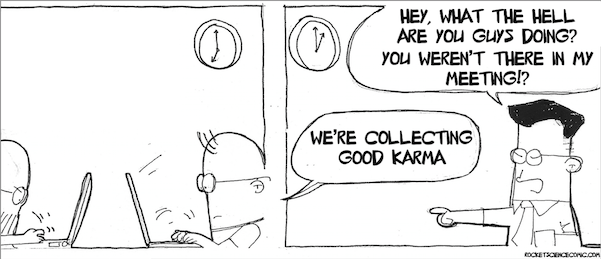 HEY, WHAT THE HELL
ARE YOU GUYS DOING?
YOU WEREN'T THERE IN MY
MEETING!?
WE'RE COLLECTING
GOOD KARMA
ROCKETSCIENCECOMIC.COM